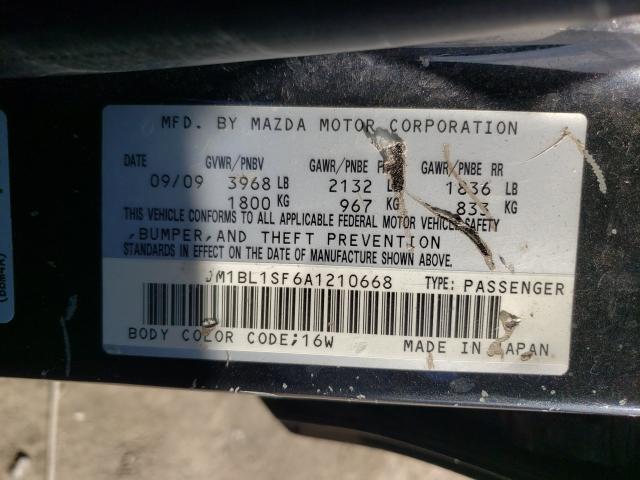 MFD. BY MAZDA MOTOR CORPORATION
DATE GVWR/PNBV GAWR/PNBE GAWR/PNBE RR
09/09 3968 LB 2132 1836 LB
1800 KG 967 KG 833 KG
THIS VEHICLE CONFORMS TO ALL APPLICABLE FEDERAL MOTOR VEHICLE SAFETY
,BUMPER,AND THEFT PREVENTION
STANDARDS IN EFFECT ON THE DATE OF MANUFACTURE SHOWN ABOVE.
JM1BL1SF6A1210668 TYPE: PASSENGER
BODY COLOR CODE;16W MADE IN JAPAN
(BBM4A)